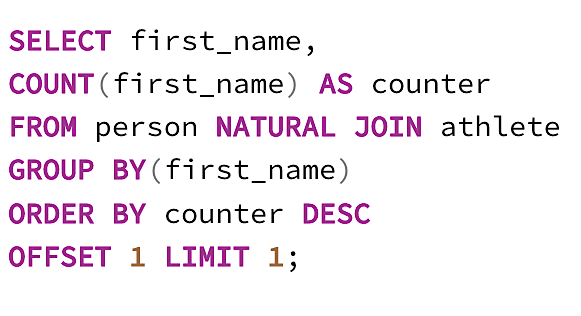 SELECT first_name,
COUNT(first_name) AS counter
FROM person NATURAL JOIN athlete
GROUP BY(first_name)
ORDER BY counter DESC
OFFSET 1 LIMIT 1;